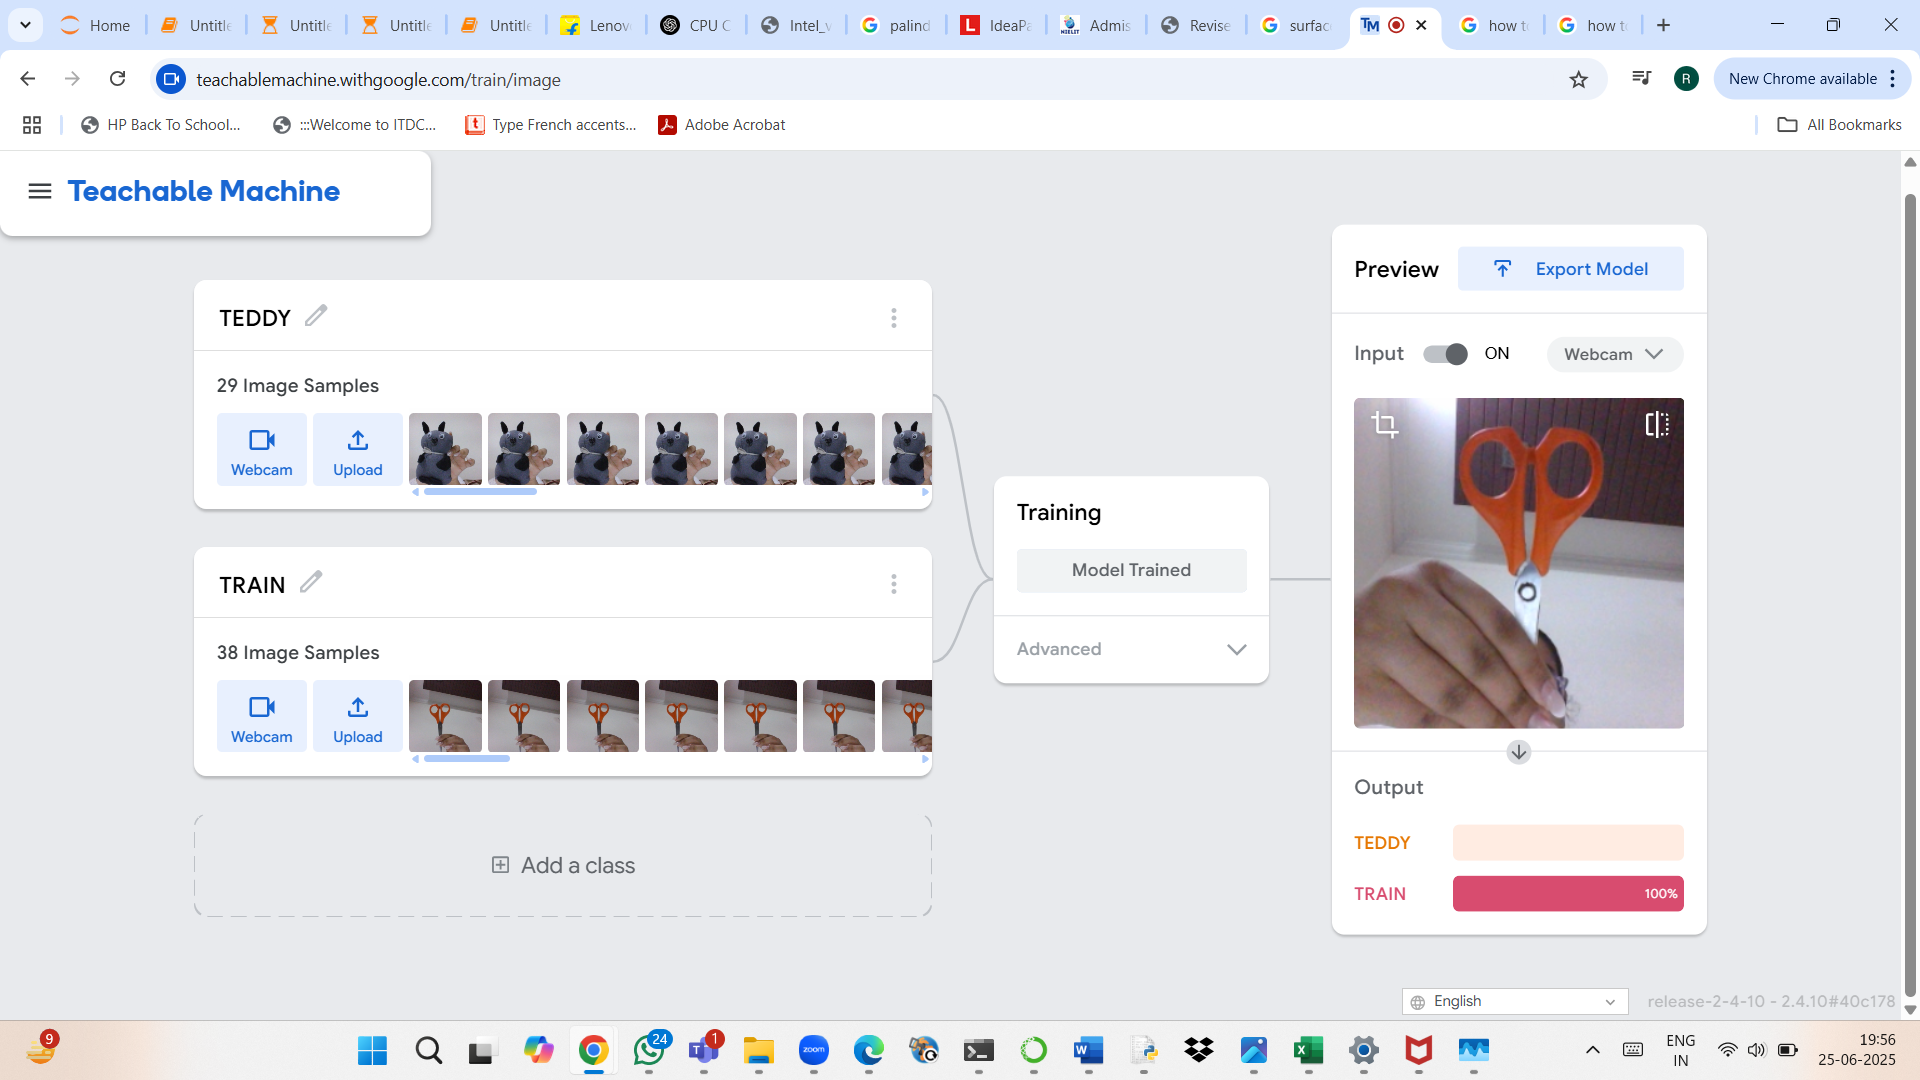 Home
Untitle
Untitle
Untitle
Untitle
Lenov
CPU C
Intel_v
palind
IdeaPa
Admis
Revise
surfac
TM
how to
how to
teachablemachine.withgoogle.com/train/image
R
New Chrome available
HP Back To School...
:::Welcome to ITDC...
Type French accents...
Adobe Acrobat
All Bookmarks
Teachable Machine
Preview
Export Model
TEDDY
Input
ON
Webcam
29 Image Samples
Webcam
Upload
Training
Model Trained
TRAIN
Advanced
38 Image Samples
Webcam
Upload
Output
TEDDY
Add a class
TRAIN
100%
English
release-2-4-10 - 2.4.10#40c178
9
24
1
zoom
ENG
IN
19:56
25-06-2025